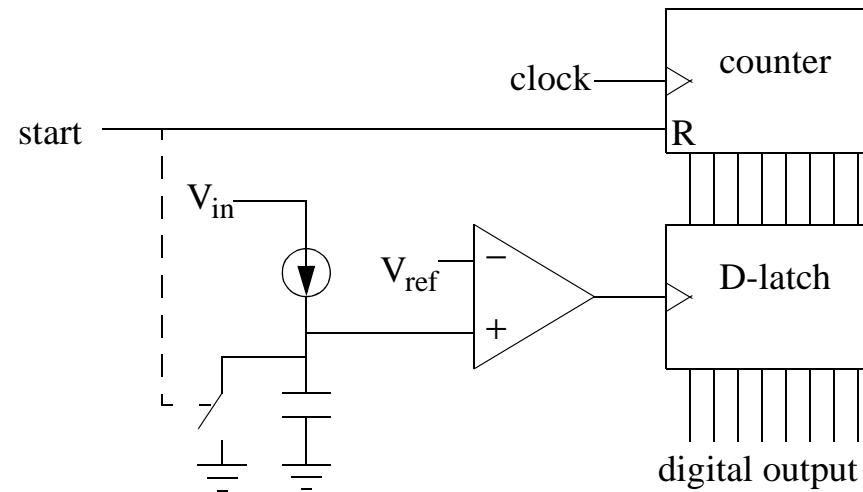 counter
clock
start
R
V_in
V_ref
−
+
D-latch
digital output